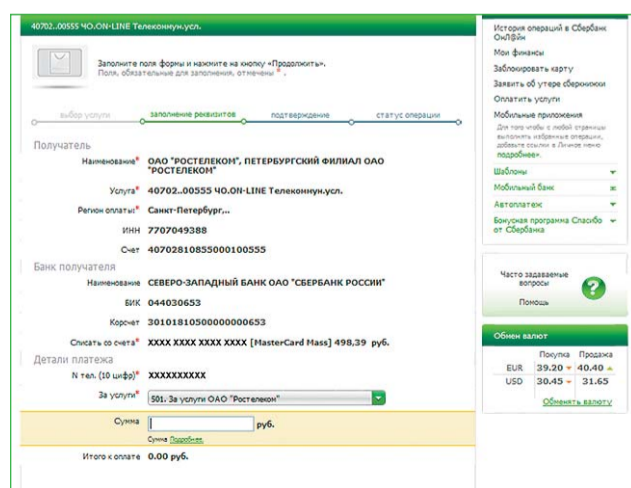 40702..00555 ЧО.ON-LINE Телекоммун.усл.
Заполните поля формы и нажмите на кнопку «Продолжить».
Поля, обязательные для заполнения, отмечены * .
выбор услуги
заполнение реквизитов
подтверждение
статус операции
Получатель
Наименование* ОАО "РОСТЕЛЕКОМ", ПЕТЕРБУРГСКИЙ ФИЛИАЛ ОАО
"РОСТЕЛЕКОМ"
Услуга* 40702..00555 ЧО.ON-LINE Телекоммун.усл.
Регион оплаты:* Санкт-Петербург,..
ИНН 7707049388
Счет 40702810855000100555
Банк получателя
Наименование СЕВЕРО-ЗАПАДНЫЙ БАНК ОАО "СБЕРБАНК РОССИИ"
БИК 044030653
Корсчет 30101810500000000653
Списать со счета* XXXX XXXX XXXX XXXX [MasterCard Mass] 498,39 руб.
Детали платежа
N тел. (10 цифр)* XXXXXXXXXX
За услуги* 501. За услуги ОАО "Ростелеком"
Сумма руб.
Сумма Подробнее.
Итого к оплате 0.00 руб.
История операций в Сбербанк
ОнЛ@йн
Мои финансы
Заблокировать карту
Заявить об утере сберкнижки
Оплатить услуги
Мобильные приложения
Для того чтобы с любой страницы
выполнять избранные операции,
добавьте ссылки в Личное меню
подробнее».
Шаблоны
Мобильный банк
Автоплатеж
Бонусная программа Спасибо
от Сбербанка
Часто задаваемые
вопросы
?
Помощь
Обмен валют
Покупка Продажа
EUR 39.20 40.40
USD 30.45 31.65
Обменять валюту